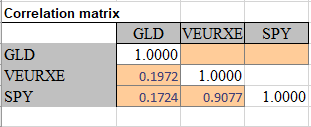 Correlation matrix
GLD VEURXE SPY
GLD 1.0000
VEURXE 0.1972 1.0000
SPY 0.1724 0.9077 1.0000